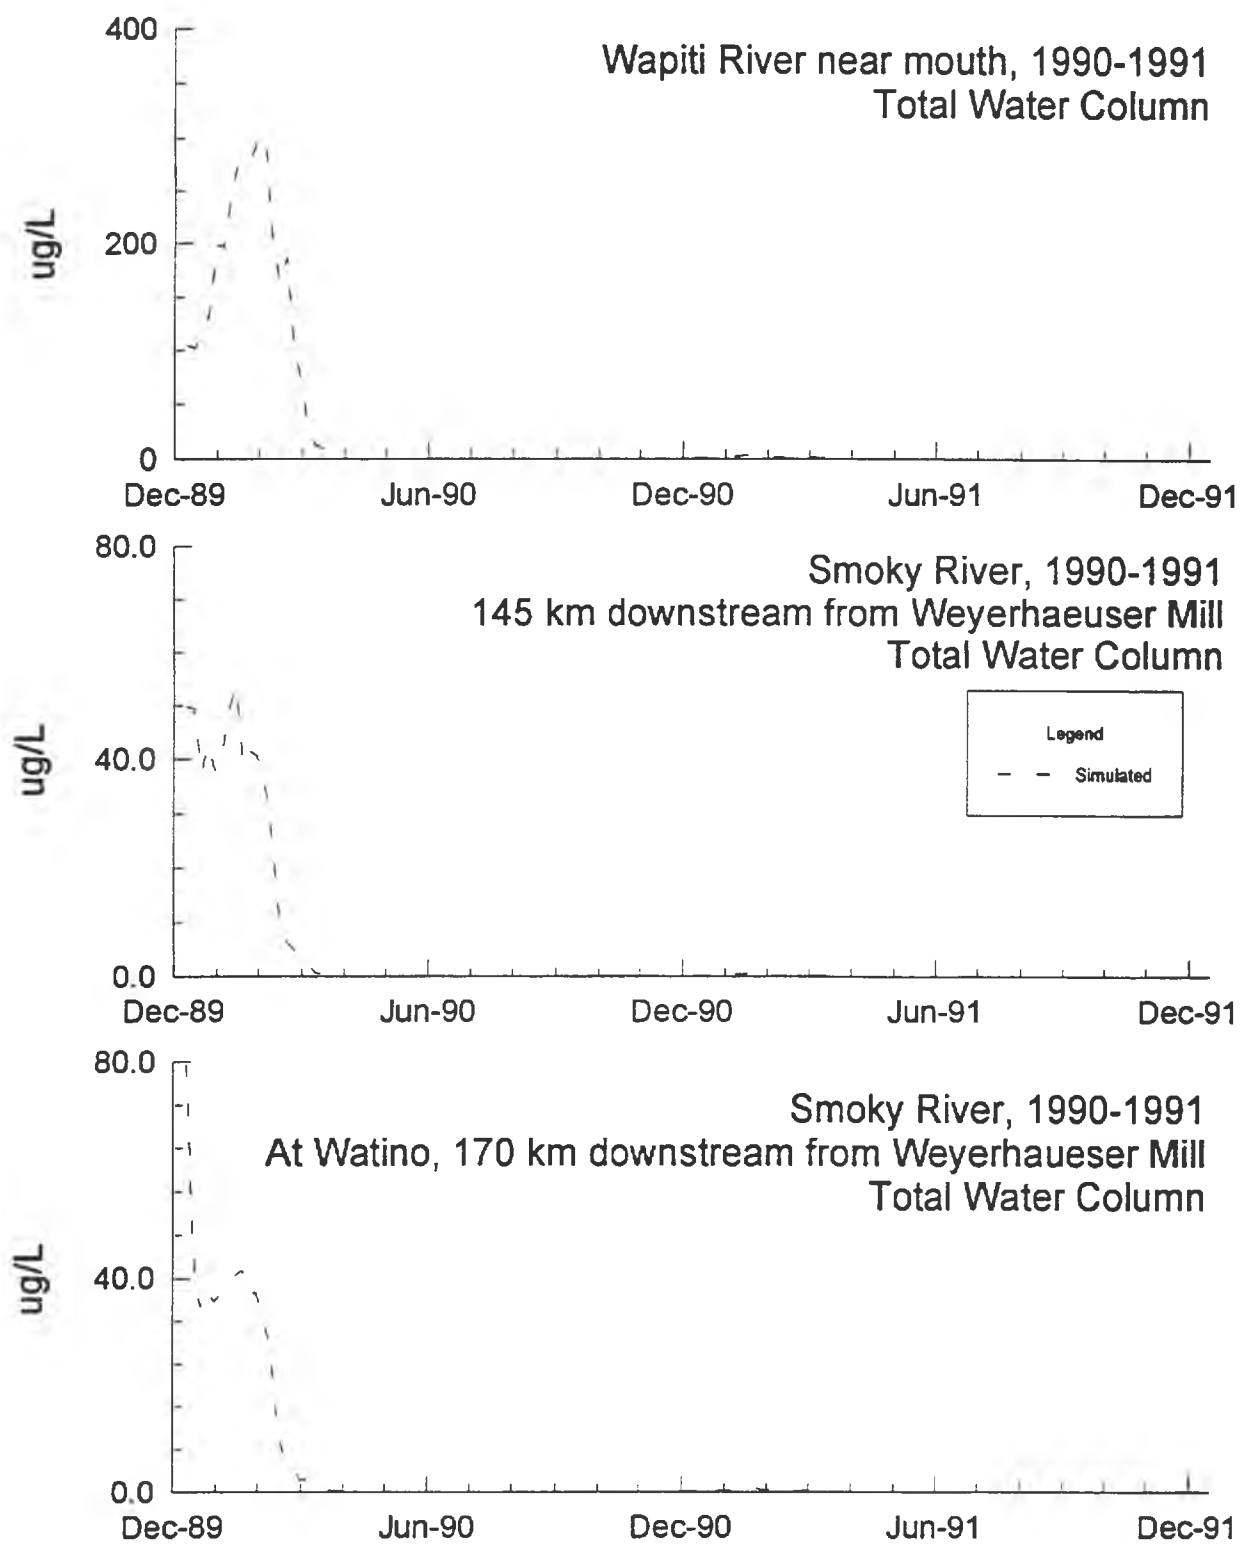 400
Wapiti River near mouth, 1990-1991
Total Water Column
ug/L
200
0
Dec-89 Jun-90 Dec-90 Jun-91 Dec-91
80.0
Smoky River, 1990-1991
145 km downstream from Weyerhaeuser Mill
Total Water Column
Legend
Simulated
ug/L
40.0
0.0
Dec-89 Jun-90 Dec-90 Jun-91 Dec-91
80.0
Smoky River, 1990-1991
At Watino, 170 km downstream from Weyerhaueser Mill
Total Water Column
ug/L
40.0
0.0
Dec-89 Jun-90 Dec-90 Jun-91 Dec-91